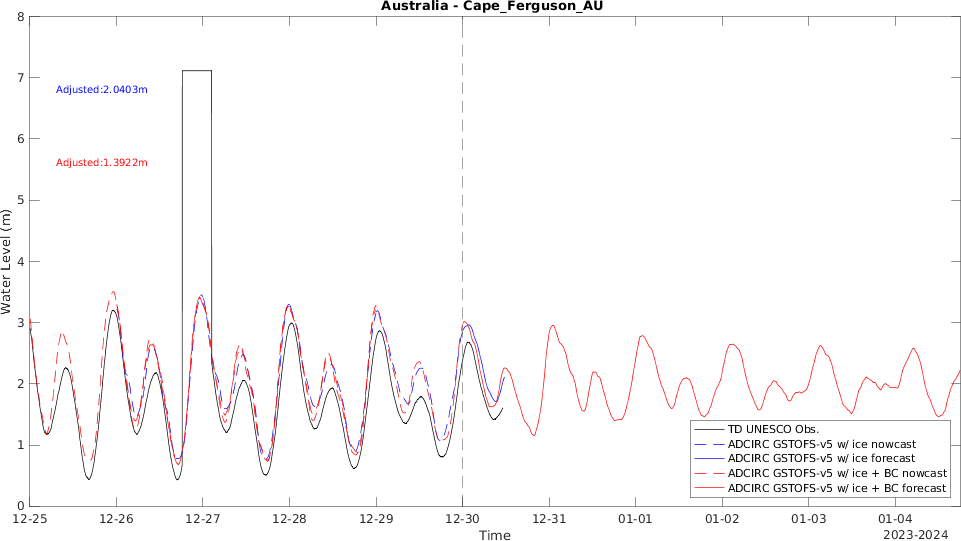 Australia - Cape_Ferguson_AU
8
7
6
5
4
3
2
1
0
Water Level (m)
Adjusted:2.0403m
Adjusted:1.3922m
TD UNESCO Obs.
ADCIRC GSTOFS-v5 w/ ice nowcast
ADCIRC GSTOFS-v5 w/ ice forecast
ADCIRC GSTOFS-v5 w/ ice + BC nowcast
ADCIRC GSTOFS-v5 w/ ice + BC forecast
12-25 12-26 12-27 12-28 12-29 12-30 12-31 01-01 01-02 01-03 01-04
Time
2023-2024